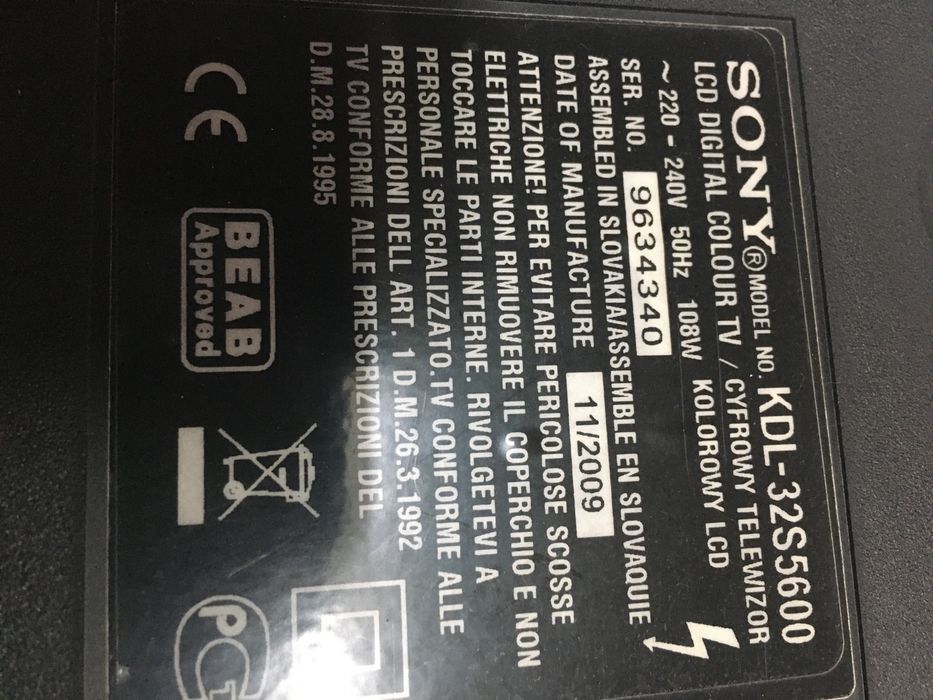 SONY® MODEL NO. KDL-32S5600
LCD DIGITAL COLOUR TV / CYFROWY TELEWIZOR
~ 220 - 240V 50Hz 108W KOLOROWY LCD
SER. NO. 9634340
ASSEMBLED IN SLOVAKIA/ASSEMBLE EN SLOVAQUIE
DATE OF MANUFACTURE 11/2009
ATTENZIONE! PER EVITARE PERICOLOSE SCOSSE
ELETTRICHE NON RIMUOVERE IL COPERCHIO E NON
TOCCARE LE PARTI INTERNE. RIVOLGETEVI A
PERSONALE SPECIALIZZATO.TV CONFORME ALLE
PRESCRIZIONI DELL'ART. 1 D.M.26.3.1992
TV CONFORME ALLE PRESCRIZIONI DEL
D.M.28.8.1995
CE
BEAB
Approved